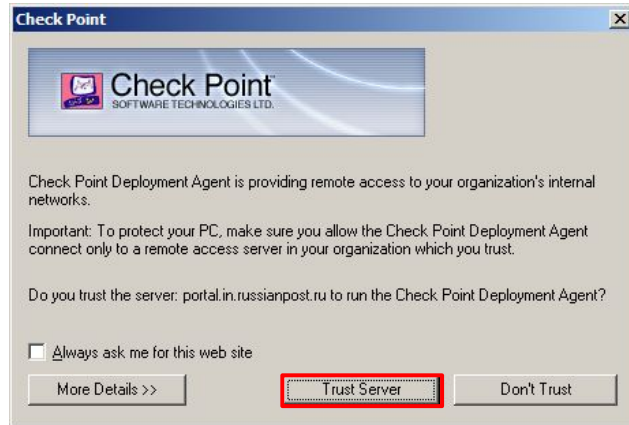 Check Point
Check Point
SOFTWARE TECHNOLOGIES LTD.
Check Point Deployment Agent is providing remote access to your organization's internal
networks.
Important: To protect your PC, make sure you allow the Check Point Deployment Agent
connect only to a remote access server in your organization which you trust.
Do you trust the server: portal.in.russianpost.ru to run the Check Point Deployment Agent?
Always ask me for this web site
More Details >> Trust Server Don't Trust